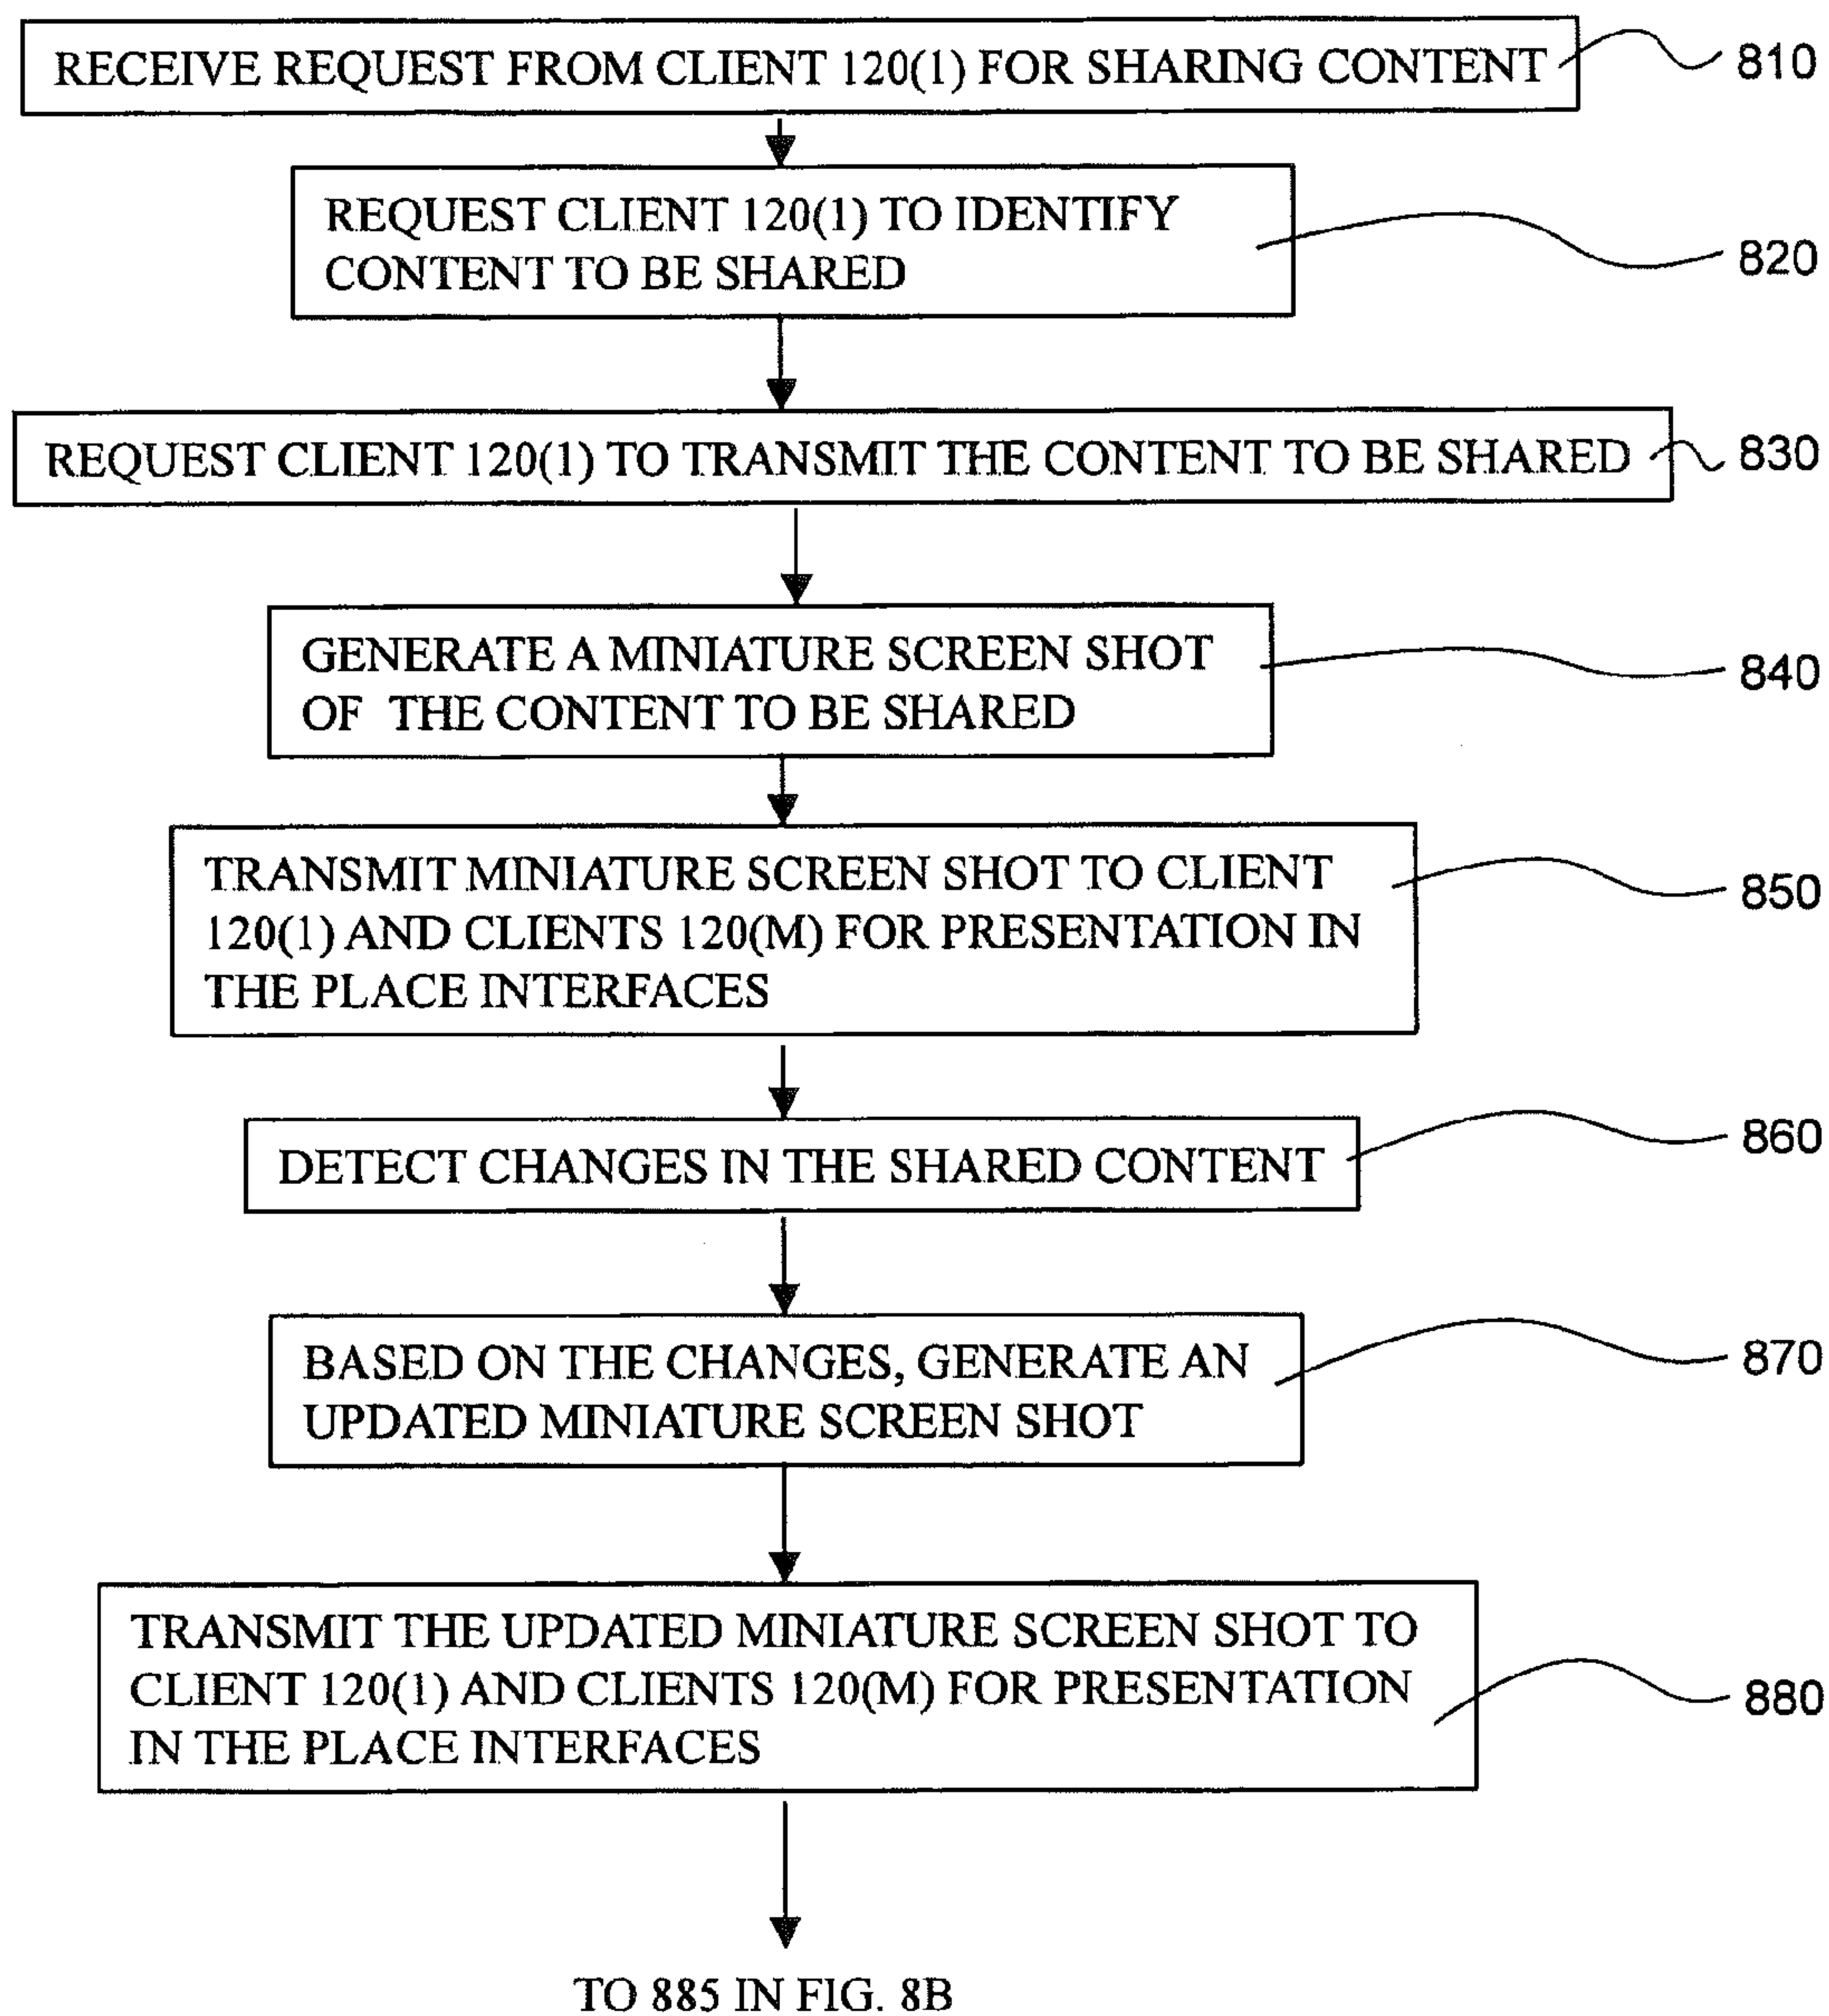 RECEIVE REQUEST FROM CLIENT 120(1) FOR SHARING CONTENT
810
REQUEST CLIENT 120(1) TO IDENTIFY
CONTENT TO BE SHARED
820
REQUEST CLIENT 120(1) TO TRANSMIT THE CONTENT TO BE SHARED
830
GENERATE A MINIATURE SCREEN SHOT
OF THE CONTENT TO BE SHARED
840
TRANSMIT MINIATURE SCREEN SHOT TO CLIENT
120(1) AND CLIENTS 120(M) FOR PRESENTATION IN
THE PLACE INTERFACES
850
DETECT CHANGES IN THE SHARED CONTENT
860
BASED ON THE CHANGES, GENERATE AN
UPDATED MINIATURE SCREEN SHOT
870
TRANSMIT THE UPDATED MINIATURE SCREEN SHOT TO
CLIENT 120(1) AND CLIENTS 120(M) FOR PRESENTATION
IN THE PLACE INTERFACES
880
TO 885 IN FIG. 8B